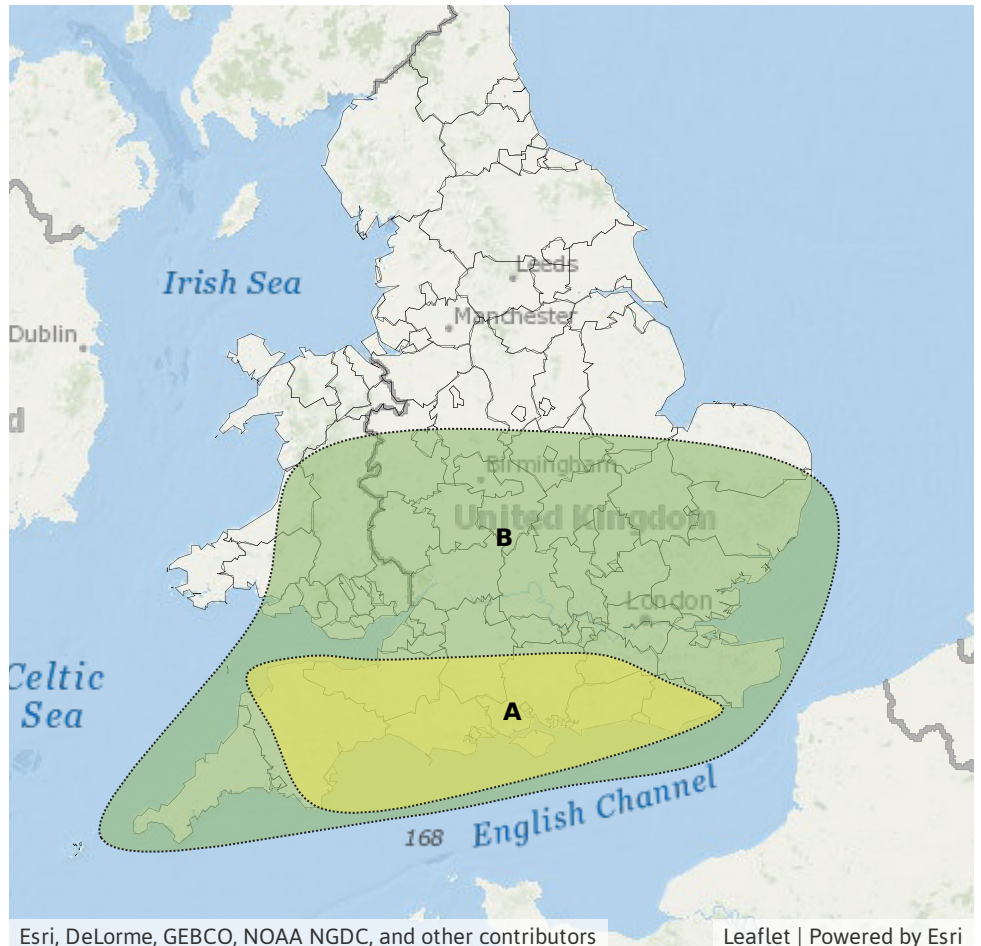 Irish Sea
Leeds
Manchester
Dublin
d
Birmingham
United Kingdom
B
London
Celtic
Sea
A
English Channel
168
Esri, DeLorme, GEBCO, NOAA NGDC, and other contributors
Leaflet | Powered by Esri